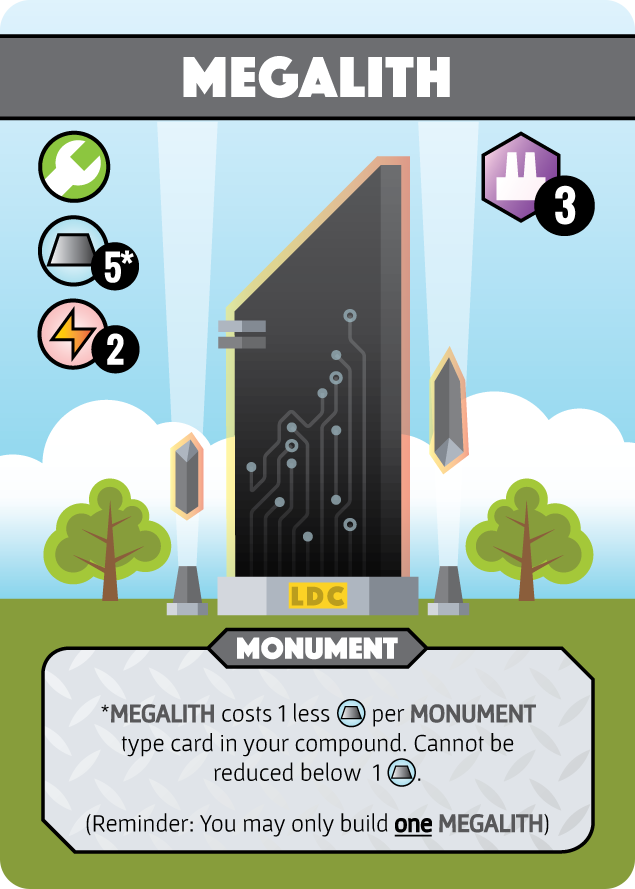 MEGALITH
3
5*
2
LDC
MONUMENT
*MEGALITH costs 1 less per MONUMENT
type card in your compound. Cannot be
reduced below 1 .
(Reminder: You may only build one MEGALITH)